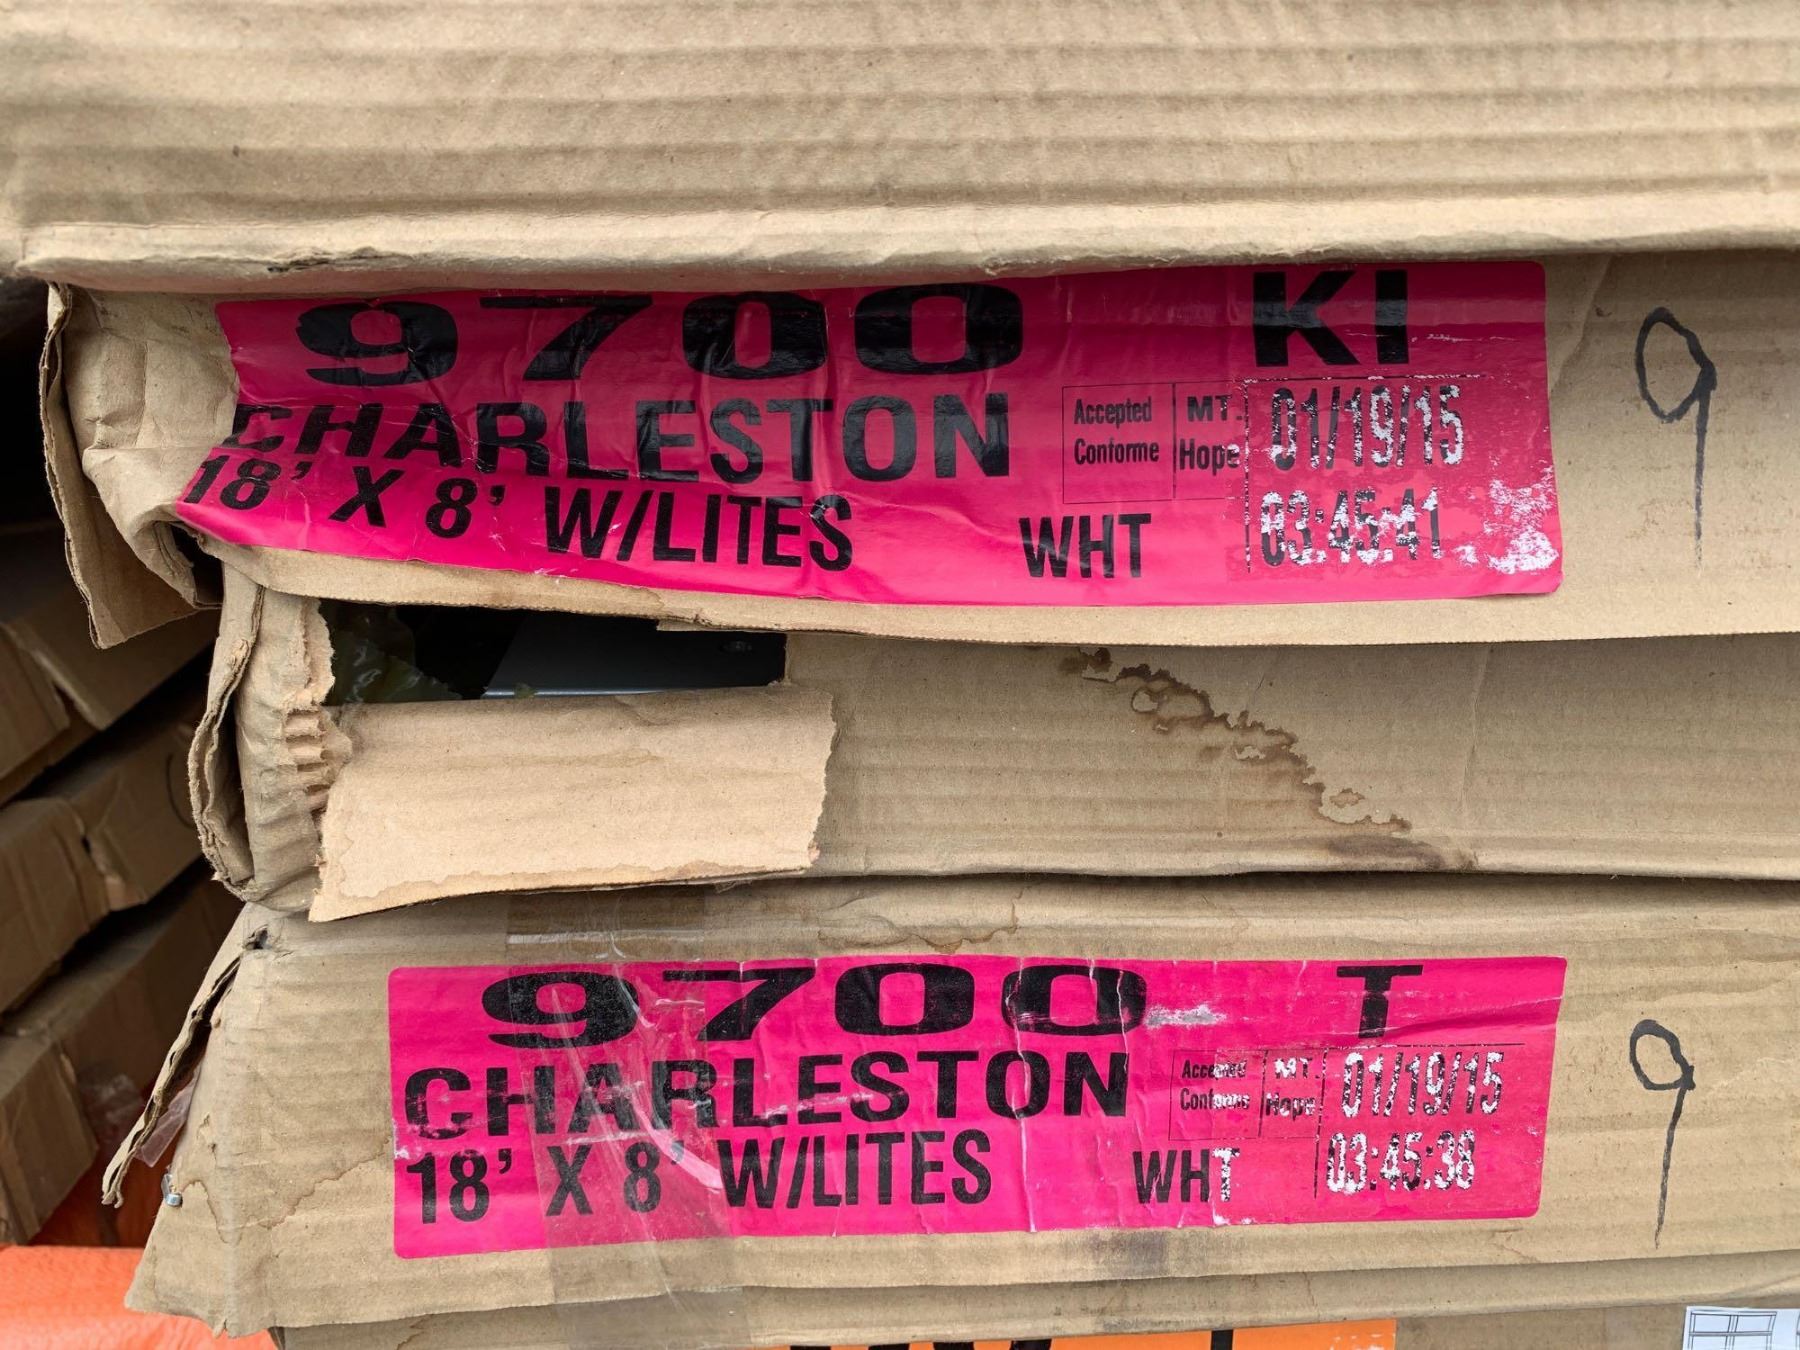 9700 KI
CHARLESTON
Accepted MT.
Conforme Hope
01/19/15
18' X 8' W/LITES WHT
03:45:41
9
9700 T
CHARLESTON
Accepted MT.
Conforme Hope
01/19/15
18' X 8' W/LITES WHT
03:45:38
9